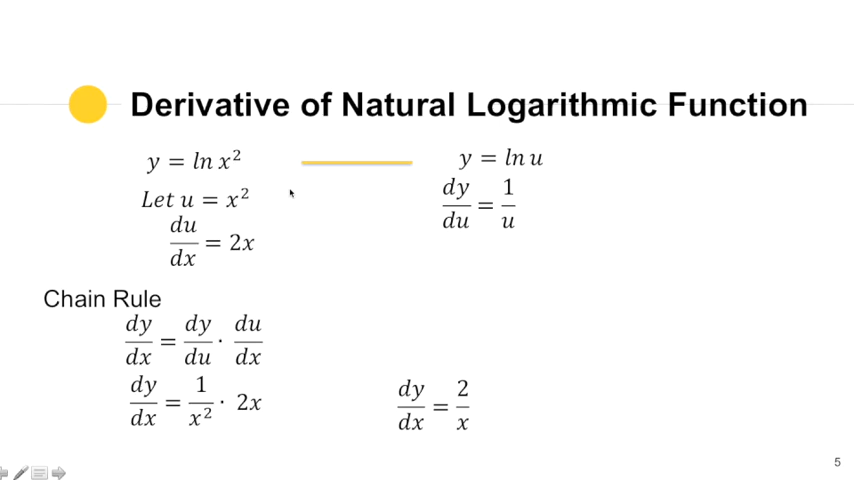 Derivative of Natural Logarithmic Function
y = ln x²
y = ln u
Let u = x²
dy/du = 1/u
du/dx = 2x
Chain Rule
dy/dx = dy/du · du/dx
dy/dx = 1/x² · 2x
dy/dx = 2/x
5